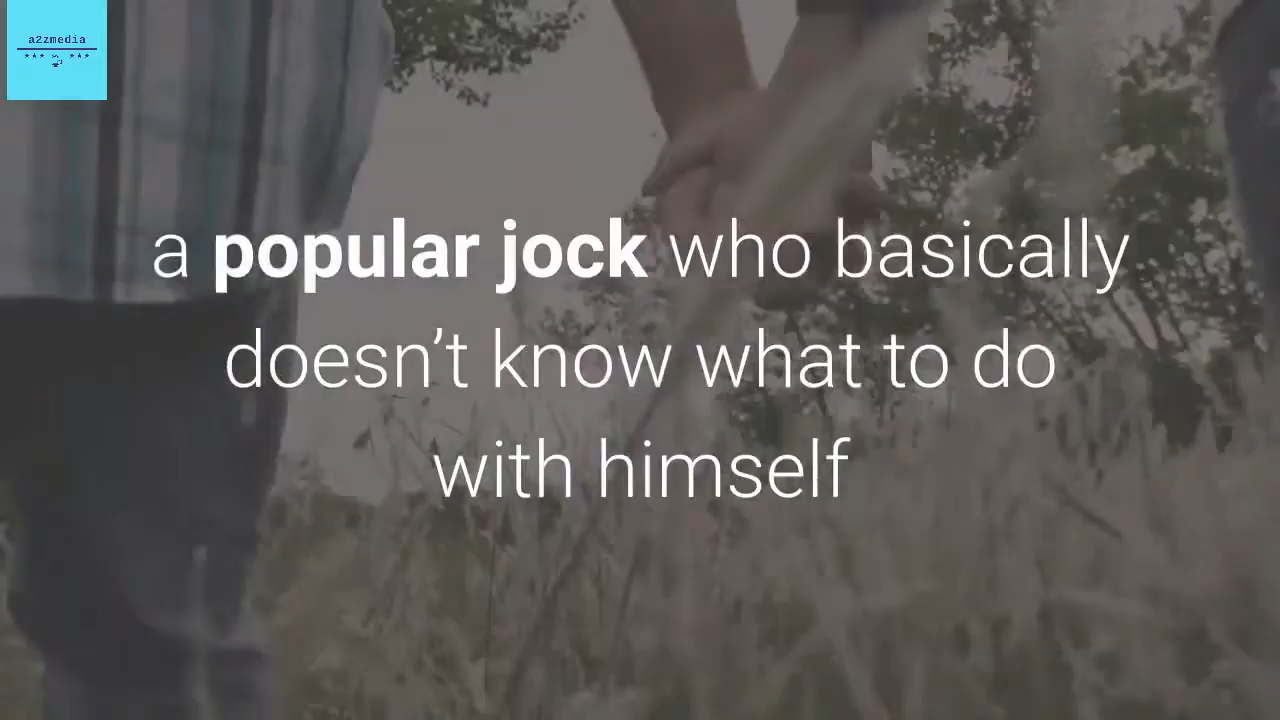 a2zmedia
*** ***
a popular jock who basically
doesn’t know what to do
with himself